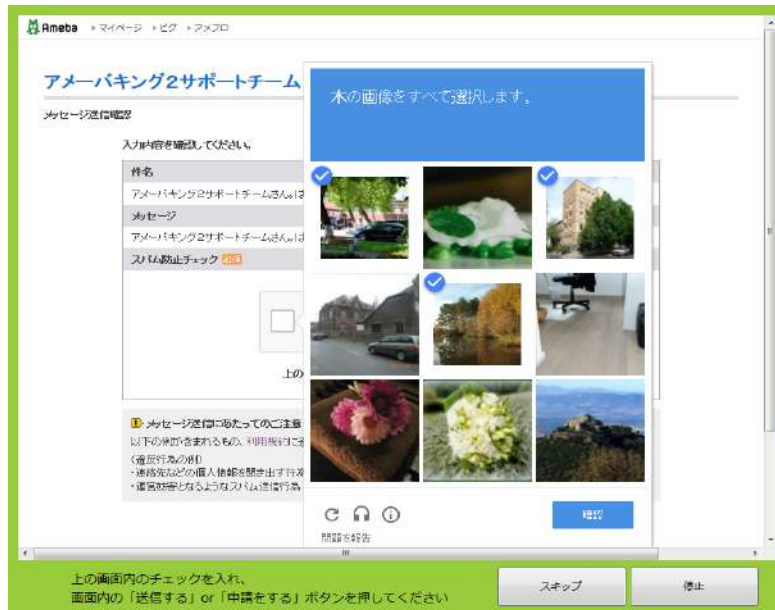 Ameba ▸マイページ ▸ピグ ▸アメブロ
アメーバキング2サポートチーム
メッセージ送信確認
入力内容を確認してください。
件名
アメーバキング2サポートチームさん。は
メッセージ
アメーバキング2サポートチームさん。は
スパム防止チェック
上の
メッセージ送信にあたってのご注意
以下の
利用規約に
(違反行為の例)
・連絡先などの個人情報を聞き出す行為
・運営妨害となるようなスパム送信行為
木の画像をすべて選択します。
確認
問題を報告
上の画面内のチェックを入れ、
画面内の「送信する」or「申請をする」ボタンを押してください
スキップ
停止